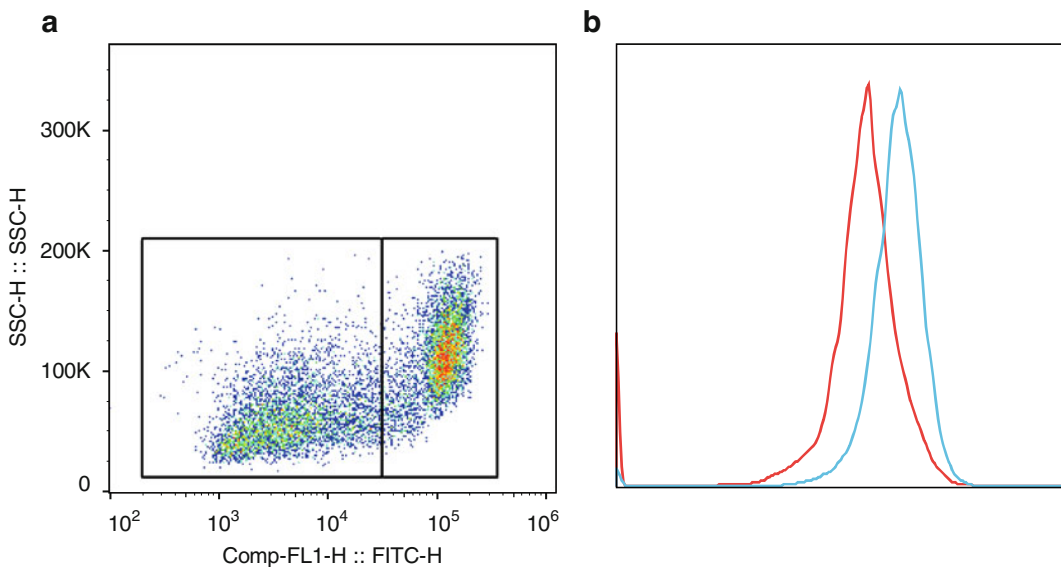 a
b
SSC-H :: SSC-H
300K
200K
100K
0
10^2
10^3
10^4
10^5
10^6
Comp-FL1-H :: FITC-H